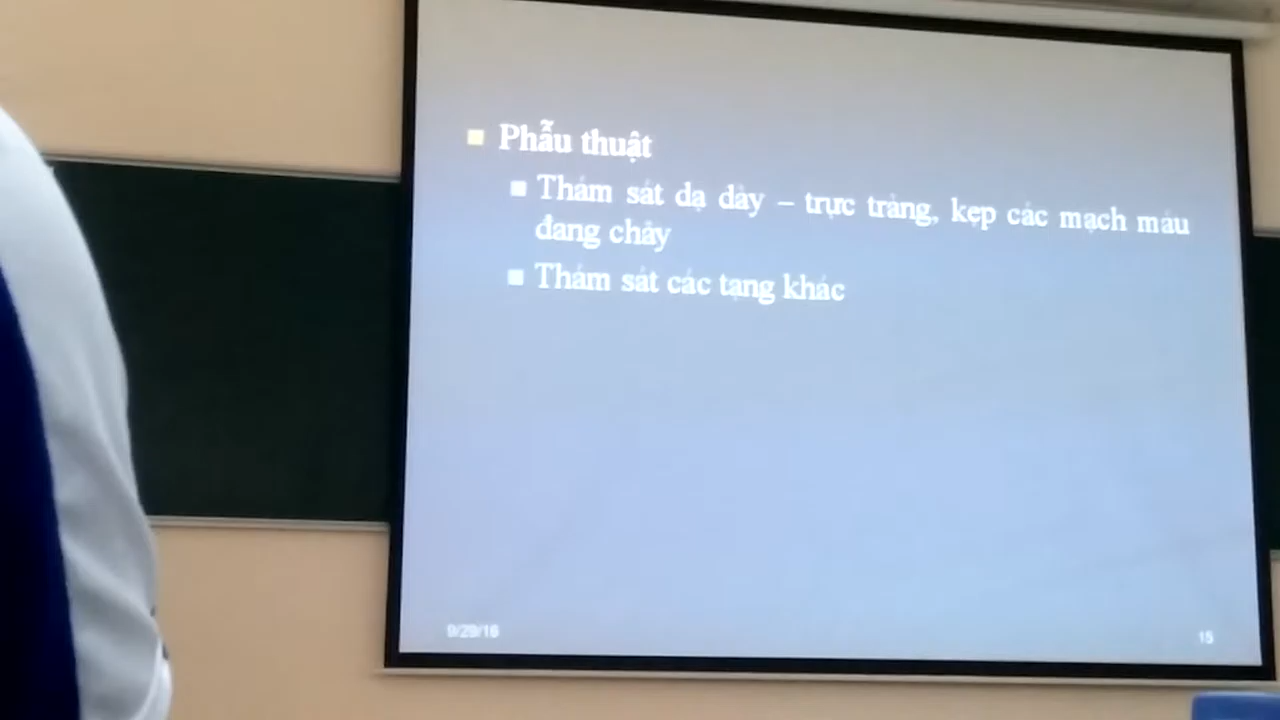 Phẫu thuật
Thám sát dạ dày – trực tràng, kẹp các mạch máu
đang chảy
Thám sát các tạng khác
9/29/16
15